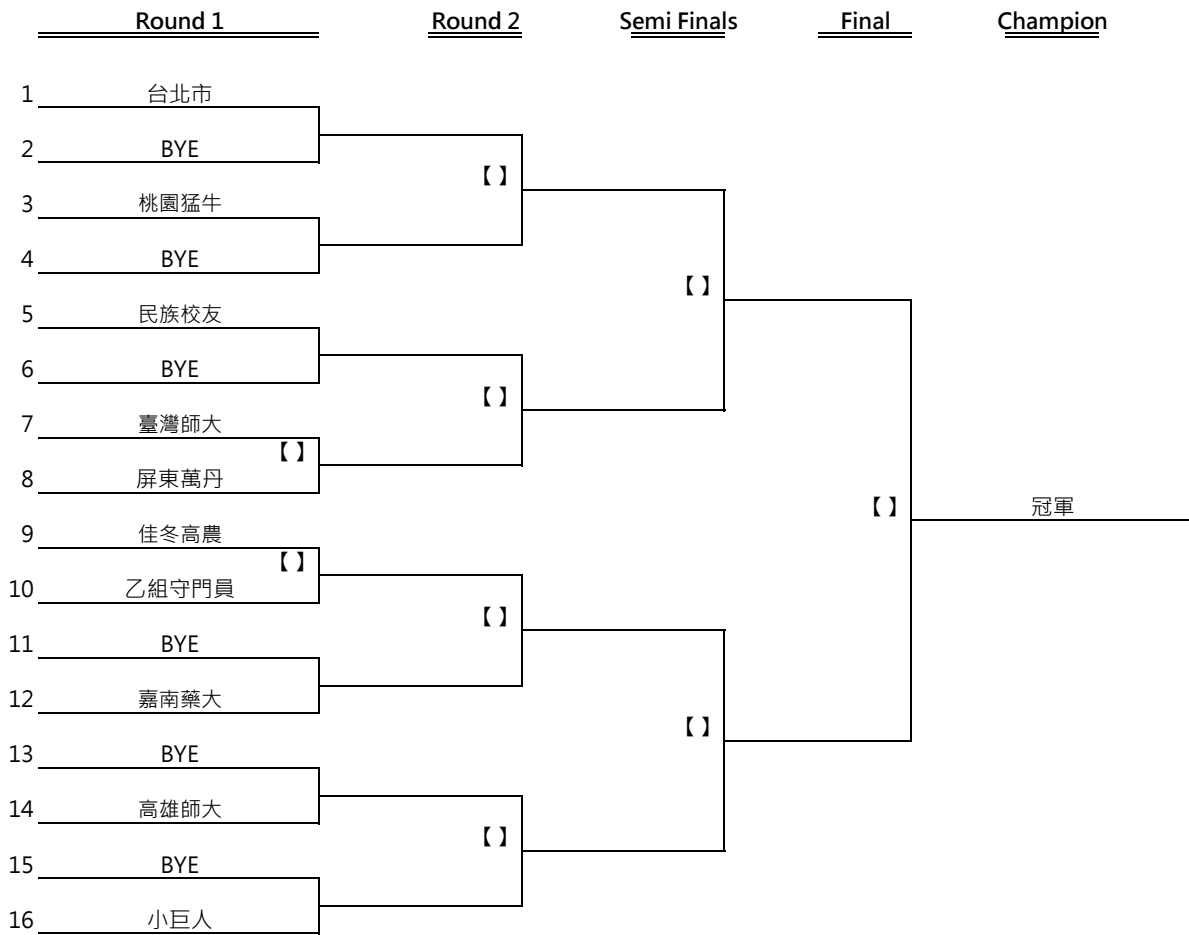 Round 1 Round 2 Semi Finals Final Champion
1 台北市
2 BYE
【 】
3 桃園猛牛
4 BYE
【 】
5 民族校友
6 BYE
【 】
7 臺灣師大
【 】
8 屏東萬丹
【 】 冠軍
9 佳冬高農
【 】
10 乙組守門員
【 】
11 BYE
12 嘉南藥大
【 】
13 BYE
14 高雄師大
【 】
15 BYE
16 小巨人